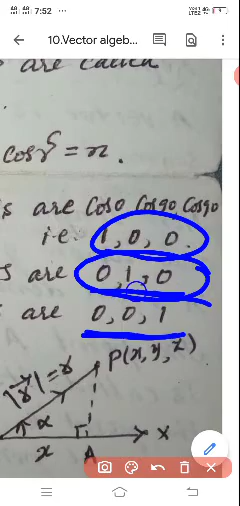 7:52
10.Vector algeb...
are called
cosγ = n.
s are cos0, cos90, cos90
i.e. 1, 0, 0.
s are 0, 1, 0
are 0, 0, 1
P(x, y, z)
|r| = r
α
x A X